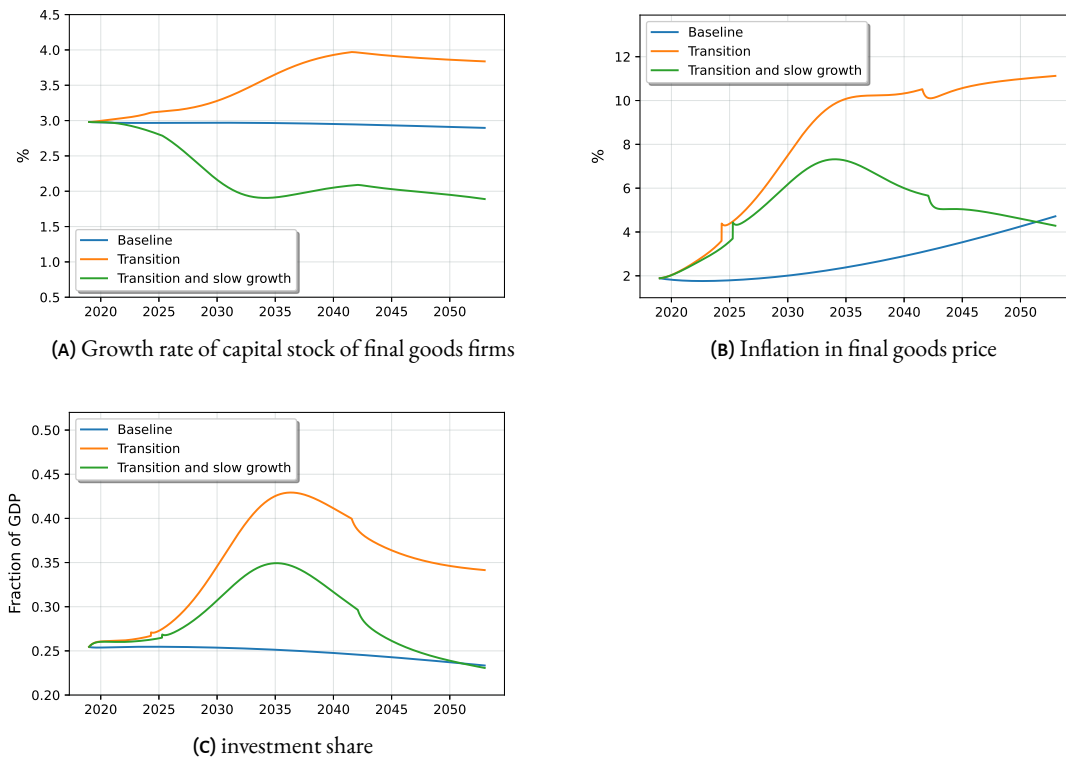 4.5
4.0
3.5
3.0
2.5
2.0
1.5
1.0
0.5
%
Baseline
Transition
Transition and slow growth
2020 2025 2030 2035 2040 2045 2050
(A) Growth rate of capital stock of final goods firms
12
10
8
6
4
2
%
Baseline
Transition
Transition and slow growth
2020 2025 2030 2035 2040 2045 2050
(B) Inflation in final goods price
0.50
0.45
0.40
0.35
0.30
0.25
0.20
Fraction of GDP
Baseline
Transition
Transition and slow growth
2020 2025 2030 2035 2040 2045 2050
(C) investment share